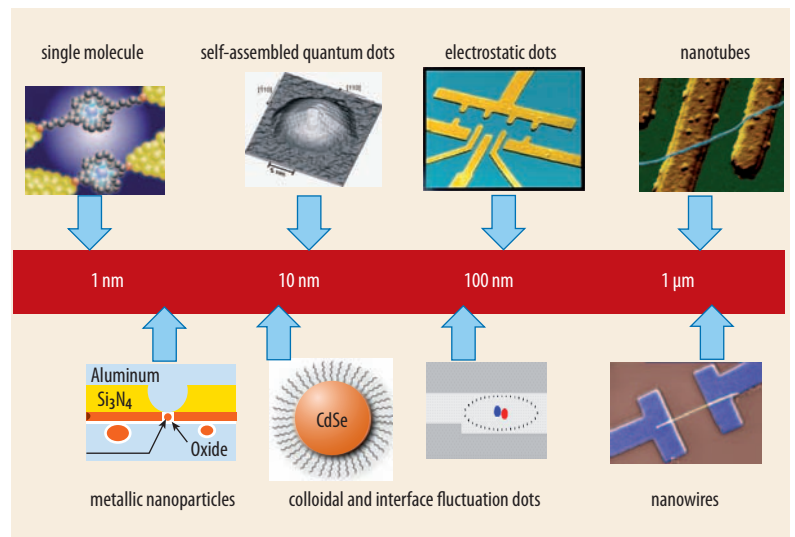 single molecule
self-assembled quantum dots
electrostatic dots
nanotubes
1 nm
10 nm
100 nm
1 µm
Aluminum
Si₃N₄
Oxide
CdSe
metallic nanoparticles
colloidal and interface fluctuation dots
nanowires